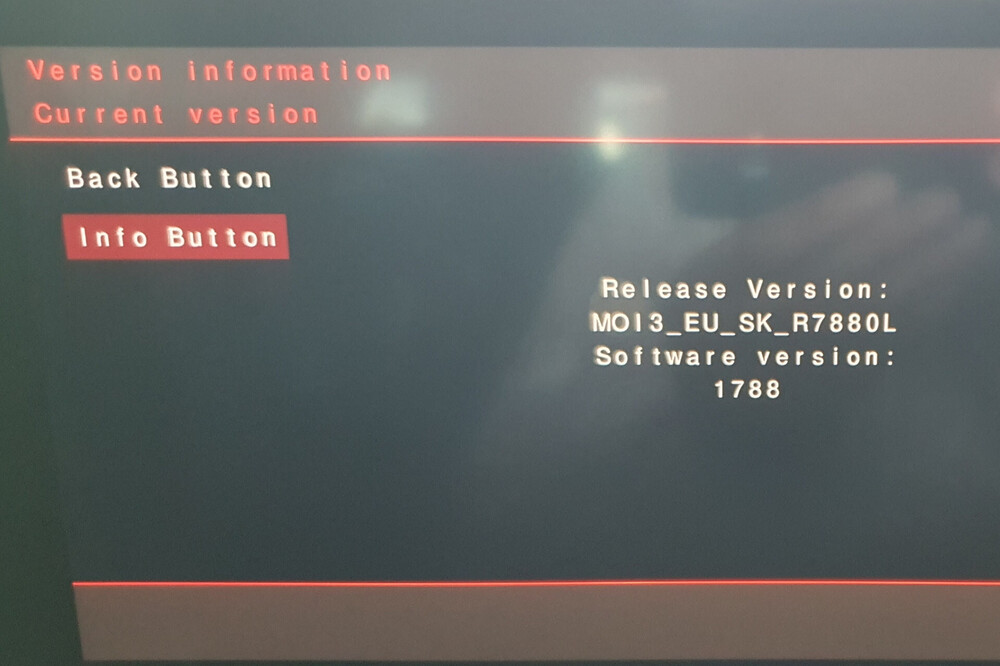 Version information
Current version
Back Button
Info Button
Release Version:
MOI3_EU_SK_R7880L
Software version:
1788